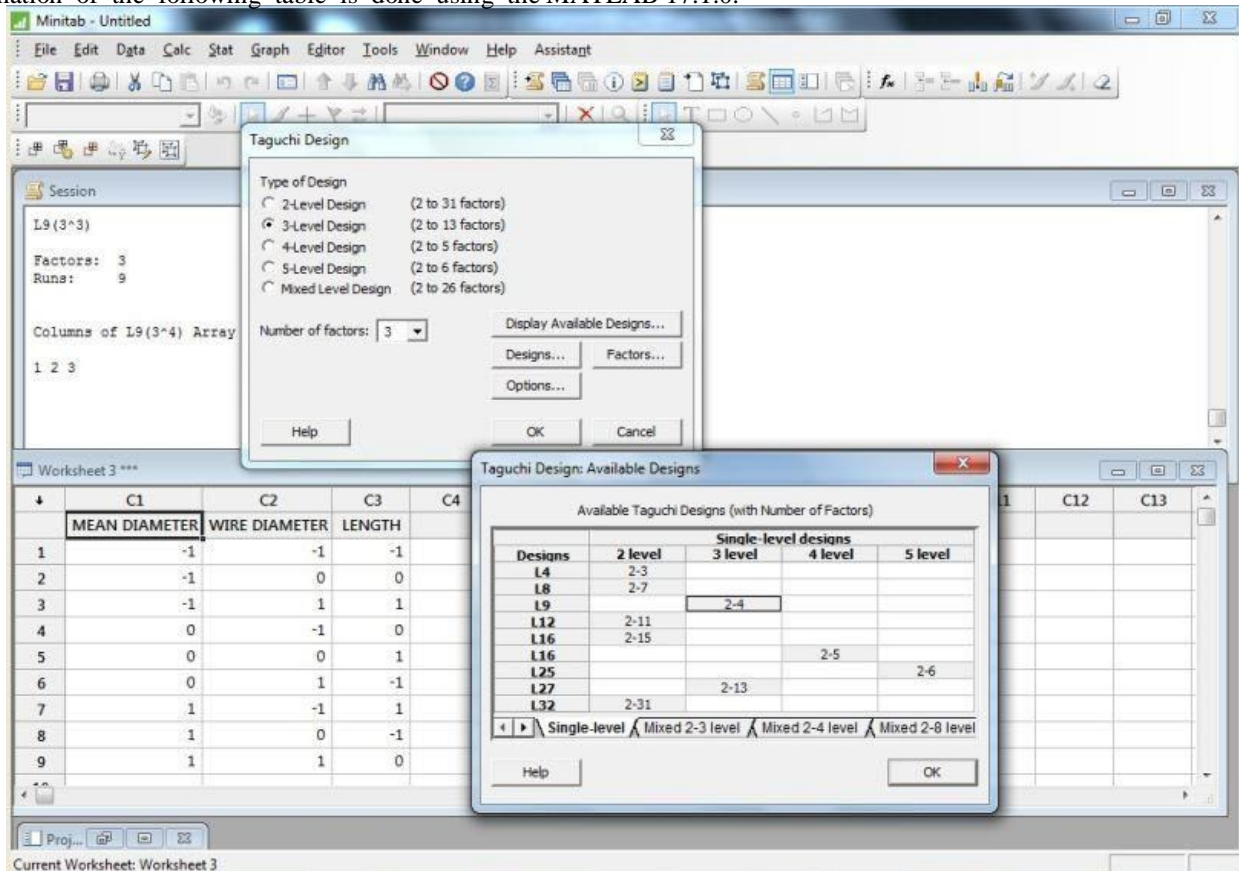 nation of the following table is done using the MATLAB 17.1.0.
Minitab - Untitled
File Edit Data Calc Stat Graph Editor Tools Window Help Assistant
Taguchi Design
Type of Design
2-Level Design (2 to 31 factors)
3-Level Design (2 to 13 factors)
4-Level Design (2 to 5 factors)
5-Level Design (2 to 6 factors)
Mixed Level Design (2 to 26 factors)
Number of factors: 3
Display Available Designs...
Designs... Factors...
Options...
Help OK Cancel
Session
L9(3^3)
Factors: 3
Runs: 9
Columns of L9(3^4) Array
1 2 3
Worksheet 3 ***
C1 C2 C3 C4 C12 C13
MEAN DIAMETER WIRE DIAMETER LENGTH
1 -1 -1 -1
2 -1 0 0
3 -1 1 1
4 0 -1 0
5 0 0 1
6 0 1 -1
7 1 -1 1
8 1 0 -1
9 1 1 0
Taguchi Design: Available Designs
Available Taguchi Designs (with Number of Factors)
Single-level designs
Designs 2 level 3 level 4 level 5 level
L4 2-3
L8 2-7
L9 2-4
L12 2-11
L16 2-15
L16 2-5
L25 2-6
L27 2-13
L32 2-31
Single-level Mixed 2-3 level Mixed 2-4 level Mixed 2-8 level
Help OK
Proj...
Current Worksheet: Worksheet 3